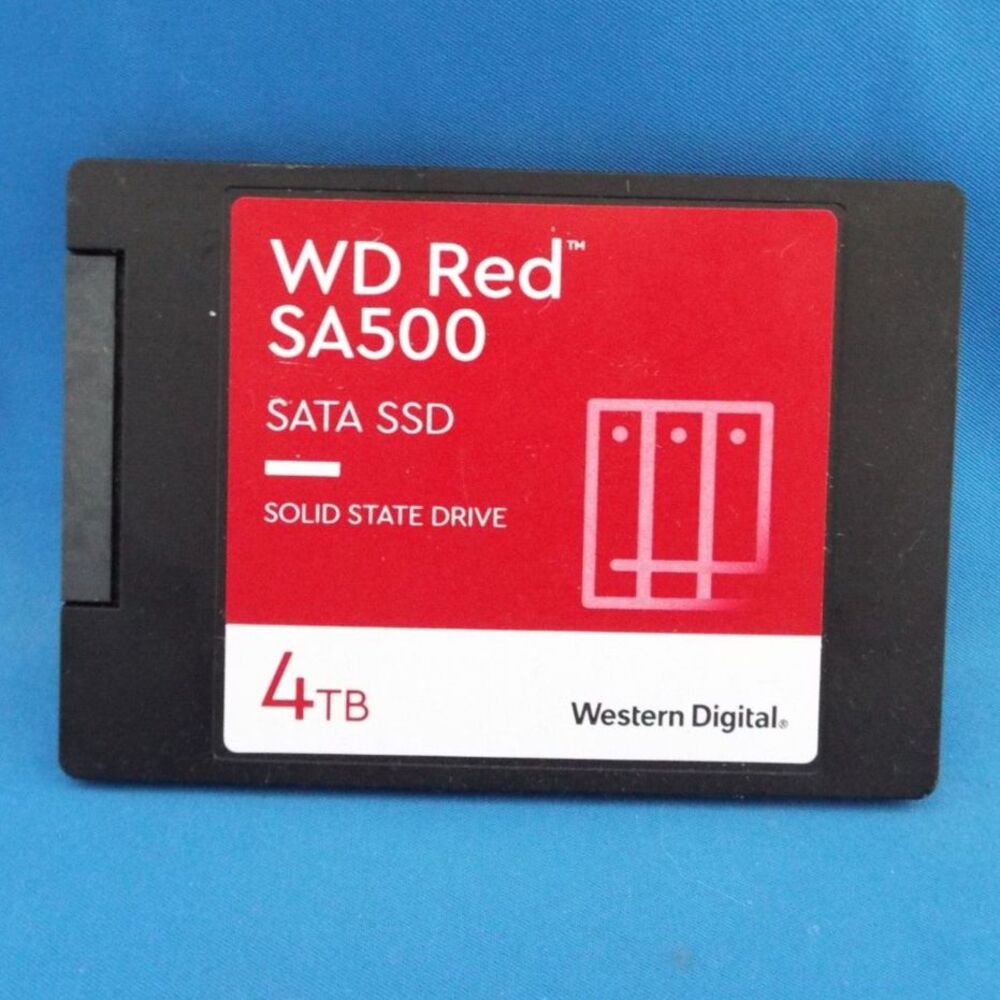 WD Red™
SA500
SATA SSD
SOLID STATE DRIVE
4TB
Western Digital®